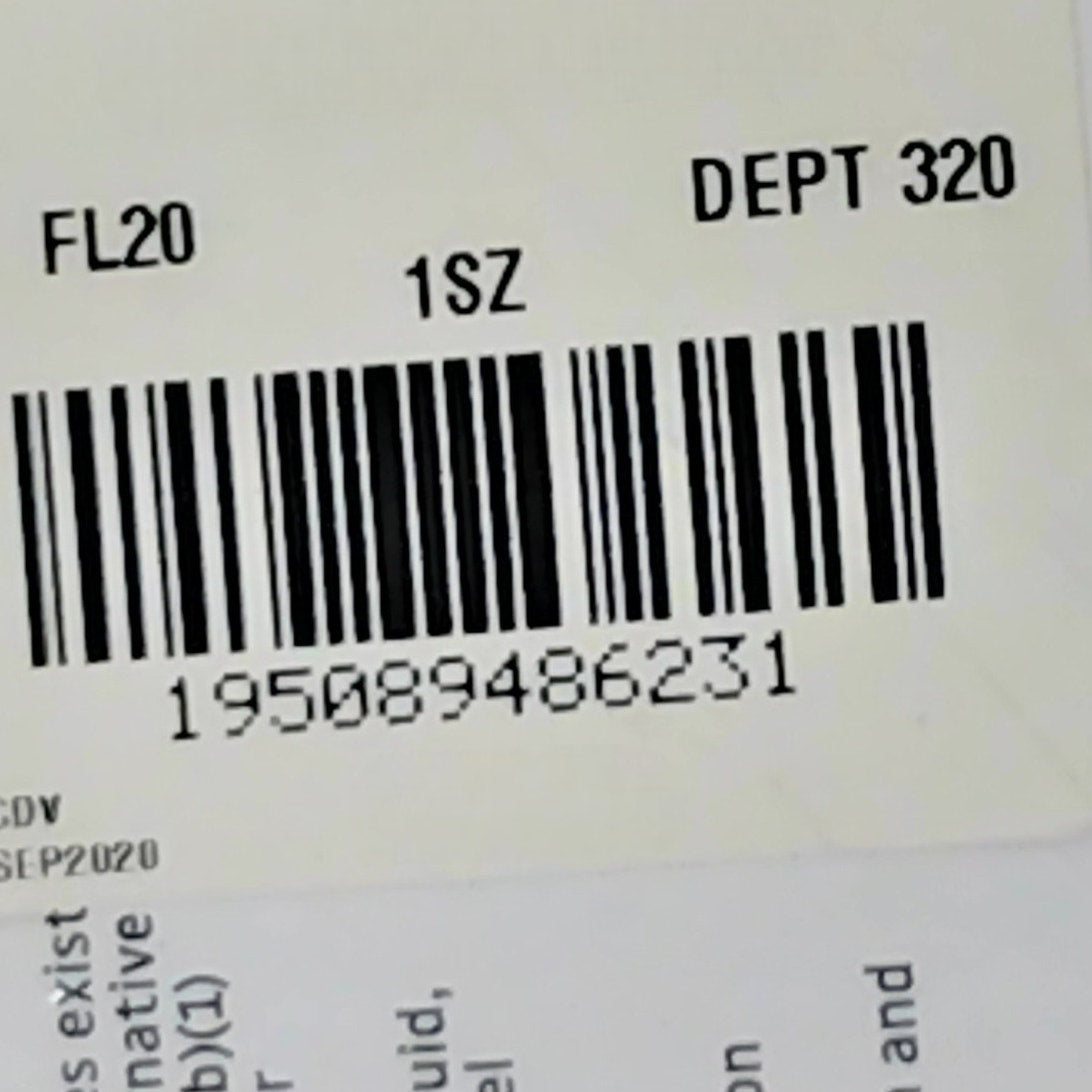 FL20
DEPT 320
1SZ
195089486231
CDV
SEP2020
exist
native
b)(1)
r
uid,
el
on
and